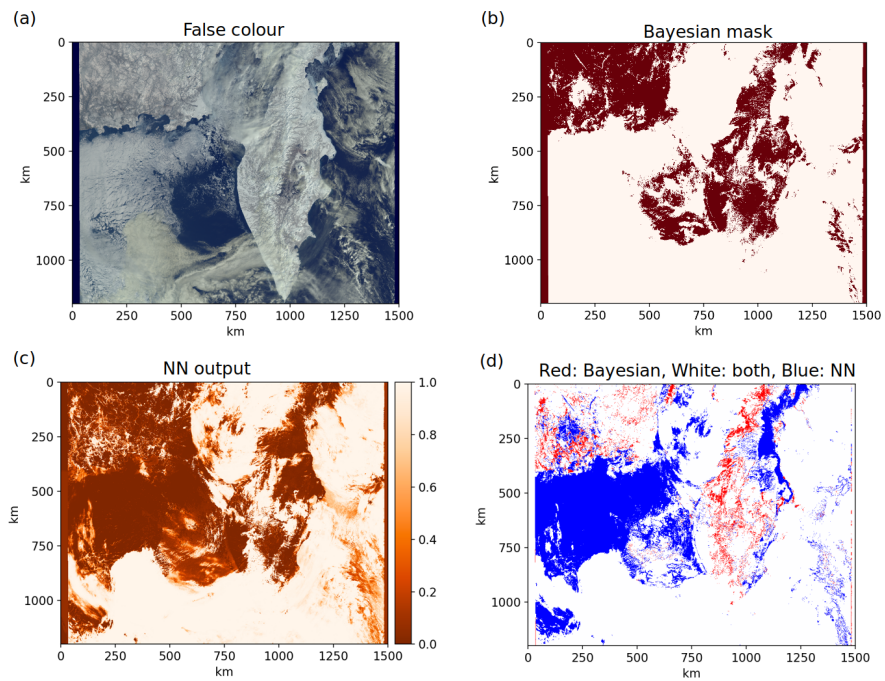 (a)
False colour
0
250
500
750
1000
km
0 250 500 750 1000 1250 1500
km
(b)
Bayesian mask
0
250
500
750
1000
km
0 250 500 750 1000 1250 1500
km
(c)
NN output
0
250
500
750
1000
km
0 250 500 750 1000 1250 1500
km
1.0
0.8
0.6
0.4
0.2
0.0
(d)
Red: Bayesian, White: both, Blue: NN
0
250
500
750
1000
km
0 250 500 750 1000 1250 1500
km